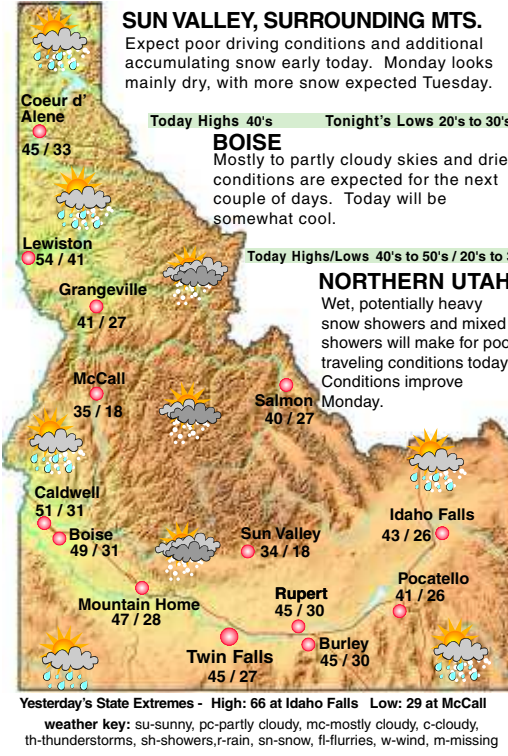 SUN VALLEY, SURROUNDING MTS.
Expect poor driving conditions and additional
accumulating snow early today. Monday looks
mainly dry, with more snow expected Tuesday.
Coeur d'
Alene
45 / 33
Today Highs 40's Tonight's Lows 20's to 30's
BOISE
Mostly to partly cloudy skies and drie
conditions are expected for the next
couple of days. Today will be
somewhat cool.
Lewiston
54 / 41
Today Highs/Lows 40's to 50's / 20's to 3
Grangeville
41 / 27
NORTHERN UTAH
Wet, potentially heavy
snow showers and mixed
showers will make for poo
traveling conditions today
Conditions improve
Monday.
McCall
35 / 18
Salmon
40 / 27
Caldwell
51 / 31
Boise
49 / 31
Sun Valley
34 / 18
Idaho Falls
43 / 26
Mountain Home
47 / 28
Rupert
45 / 30
Pocatello
41 / 26
Twin Falls
45 / 27
Burley
45 / 30
Yesterday's State Extremes - High: 66 at Idaho Falls Low: 29 at McCall
weather key: su-sunny, pc-partly cloudy, mc-mostly cloudy, c-cloudy,
th-thunderstorms, sh-showers,r-rain, sn-snow, fl-flurries, w-wind, m-missing